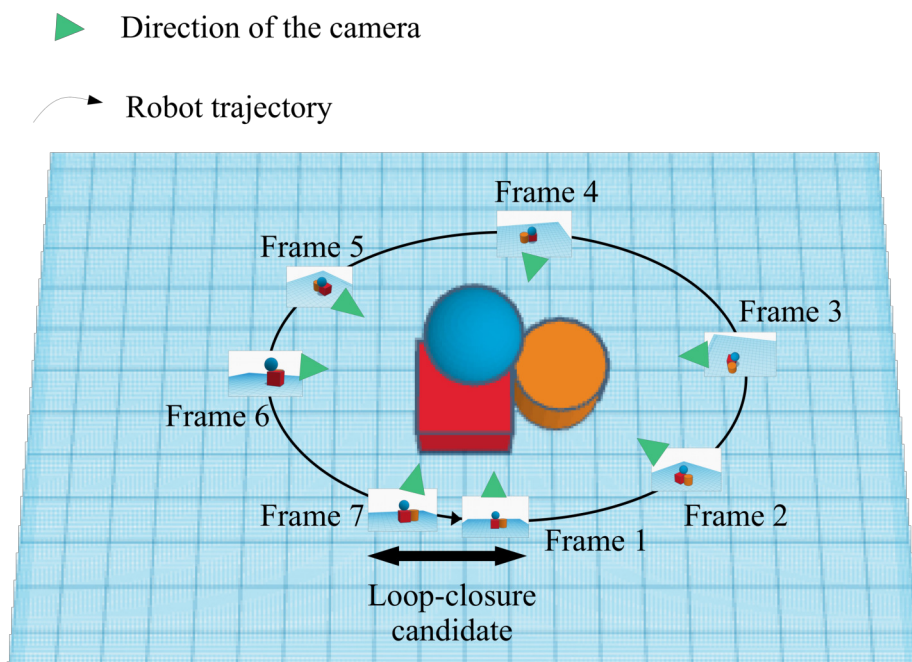 Direction of the camera
Robot trajectory
Frame 4
Frame 5
Frame 3
Frame 6
Frame 7
Frame 1
Frame 2
Loop-closure
candidate